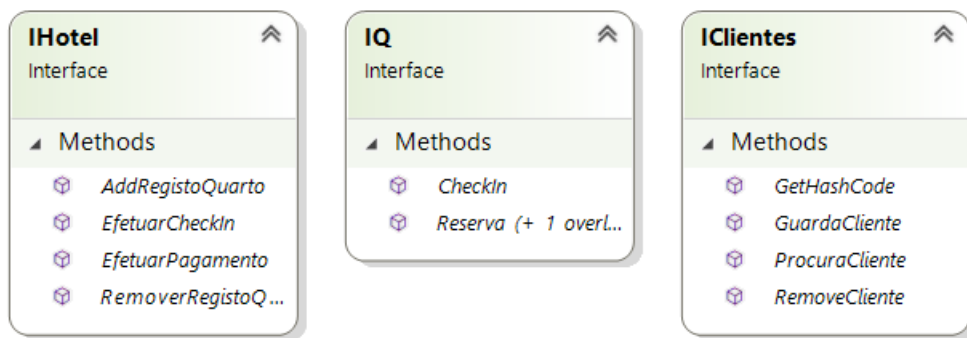 IHotel
Interface
Methods
AddRegistoQuarto
EfetuarCheckIn
EfetuarPagamento
RemoverRegistoQ...
IQ
Interface
Methods
CheckIn
Reserva (+ 1 overl...
IClientes
Interface
Methods
GetHashCode
GuardaCliente
ProcuraCliente
RemoveCliente